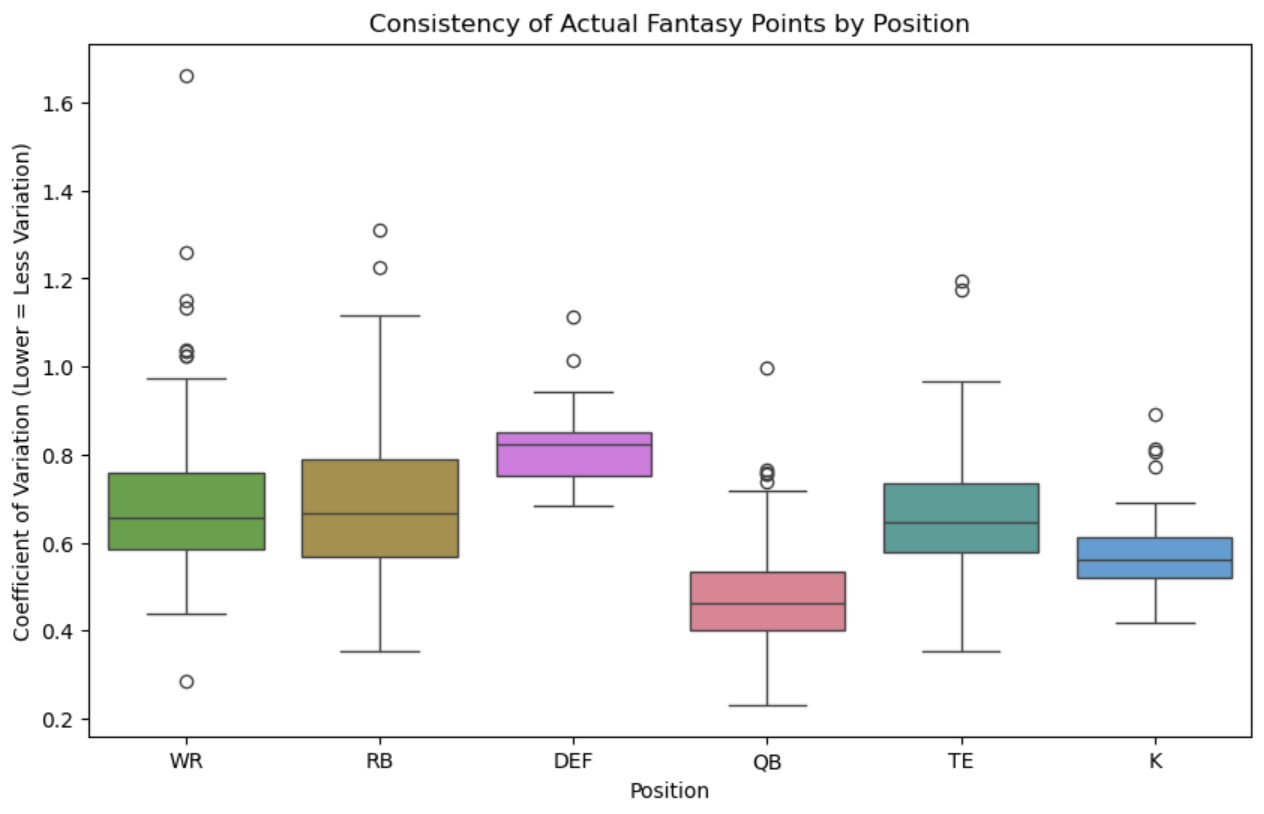 Consistency of Actual Fantasy Points by Position
Coefficient of Variation (Lower = Less Variation)
1.6
1.4
1.2
1.0
0.8
0.6
0.4
0.2
WR RB DEF QB TE K
Position